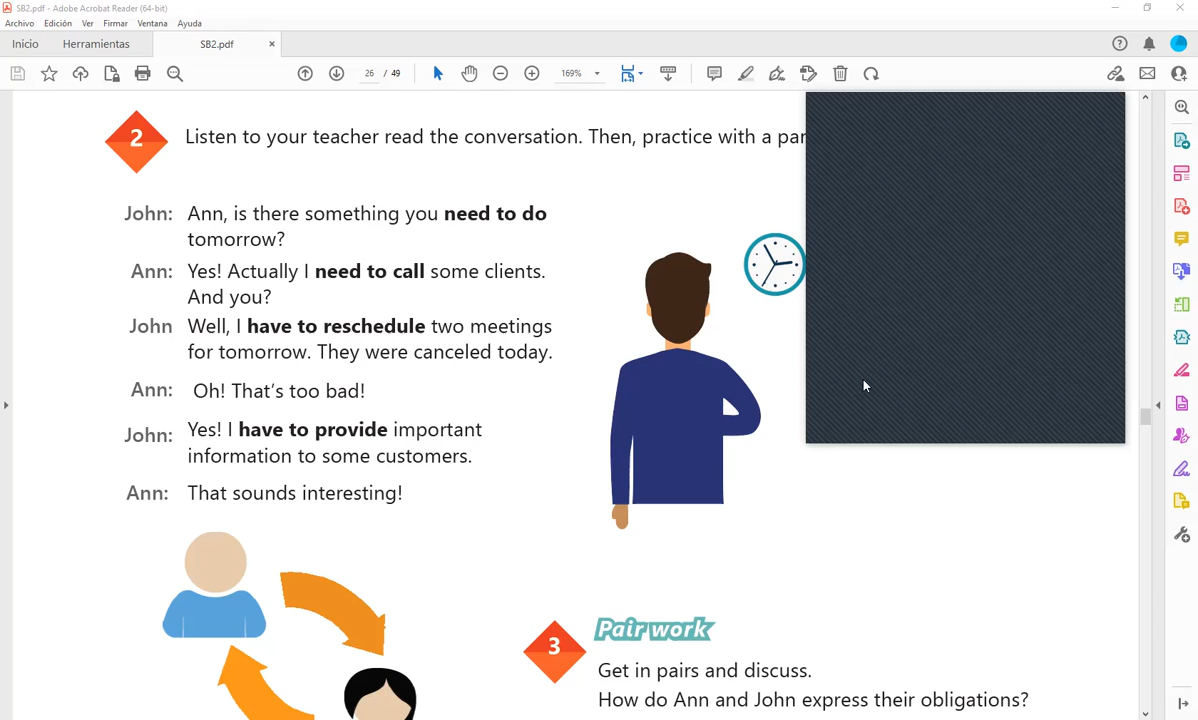 SB2.pdf - Adobe Acrobat Reader (64-bit)
Archivo Edición Ver Firmar Ventana Ayuda
Inicio Herramientas SB2.pdf ×
26 / 49 169%
2 Listen to your teacher read the conversation. Then, practice with a par
John: Ann, is there something you need to do
tomorrow?
Ann: Yes! Actually I need to call some clients.
And you?
John Well, I have to reschedule two meetings
for tomorrow. They were canceled today.
Ann: Oh! That's too bad!
John: Yes! I have to provide important
information to some customers.
Ann: That sounds interesting!
3 Pair work
Get in pairs and discuss.
How do Ann and John express their obligations?